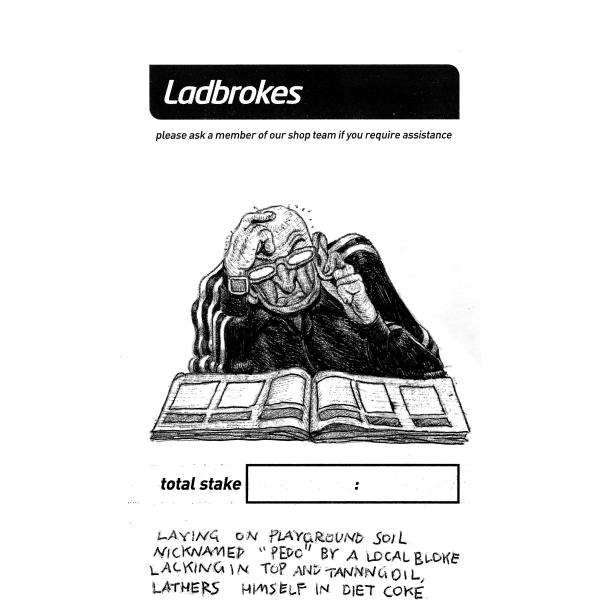 Ladbrokes
please ask a member of our shop team if you require assistance
total stake :
LAYING ON PLAYGROUND SOIL
NICKNAMED "PEDO" BY A LOCAL BLOKE
LACKING IN TOP AND TANNNG OIL,
LATHERS HIMSELF IN DIET COKE